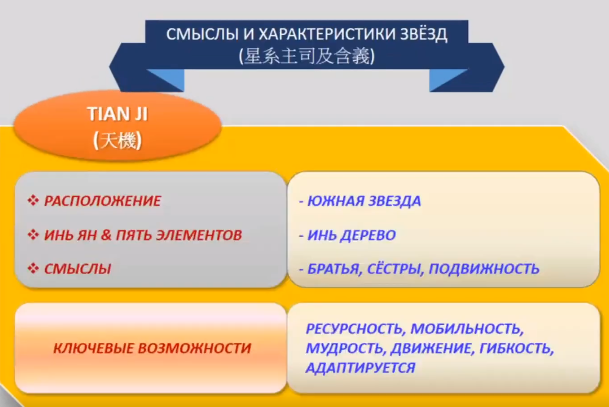 СМЫСЛЫ И ХАРАКТЕРИСТИКИ ЗВЁЗД
(星系主司及含義)
TIAN JI
(天機)
❖ РАСПОЛОЖЕНИЕ
- ЮЖНАЯ ЗВЕЗДА
❖ ИНЬ ЯН & ПЯТЬ ЭЛЕМЕНТОВ
- ИНЬ ДЕРЕВО
❖ СМЫСЛЫ
- БРАТЬЯ, СЁСТРЫ, ПОДВИЖНОСТЬ
КЛЮЧЕВЫЕ ВОЗМОЖНОСТИ
РЕСУРСНОСТЬ, МОБИЛЬНОСТЬ,
МУДРОСТЬ, ДВИЖЕНИЕ, ГИБКОСТЬ,
АДАПТИРУЕТСЯ